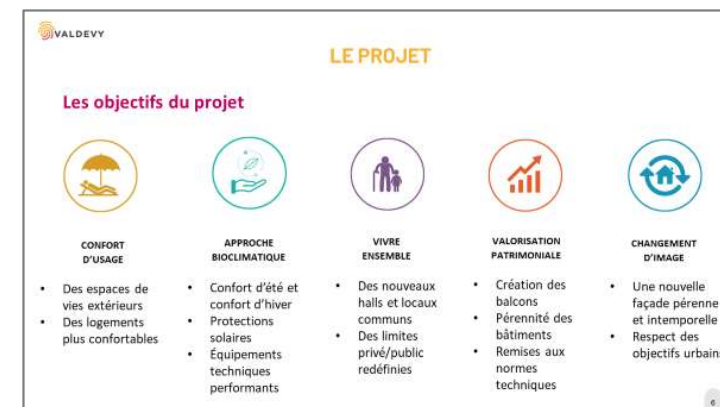 VALDEVY
LE PROJET
Les objectifs du projet
CONFORT
D'USAGE
• Des espaces de
vies extérieurs
• Des logements
plus confortables
APPROCHE
BIOCLIMATIQUE
• Confort d'été et
confort d'hiver
• Protections
solaires
• Équipements
techniques
performants
VIVRE
ENSEMBLE
• Des nouveaux
halls et locaux
communs
• Des limites
privé/public
redéfinies
VALORISATION
PATRIMONIALE
• Création des
balcons
• Pérennité des
bâtiments
• Remises aux
normes
techniques
CHANGEMENT
D'IMAGE
• Une nouvelle
façade pérenne
et intemporelle
• Respect des
objectifs urbain
6